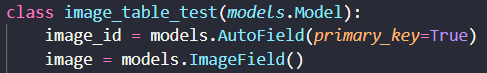 class image_table_test(models.Model):
    image_id = models.AutoField(primary_key=True)
    image = models.ImageField()